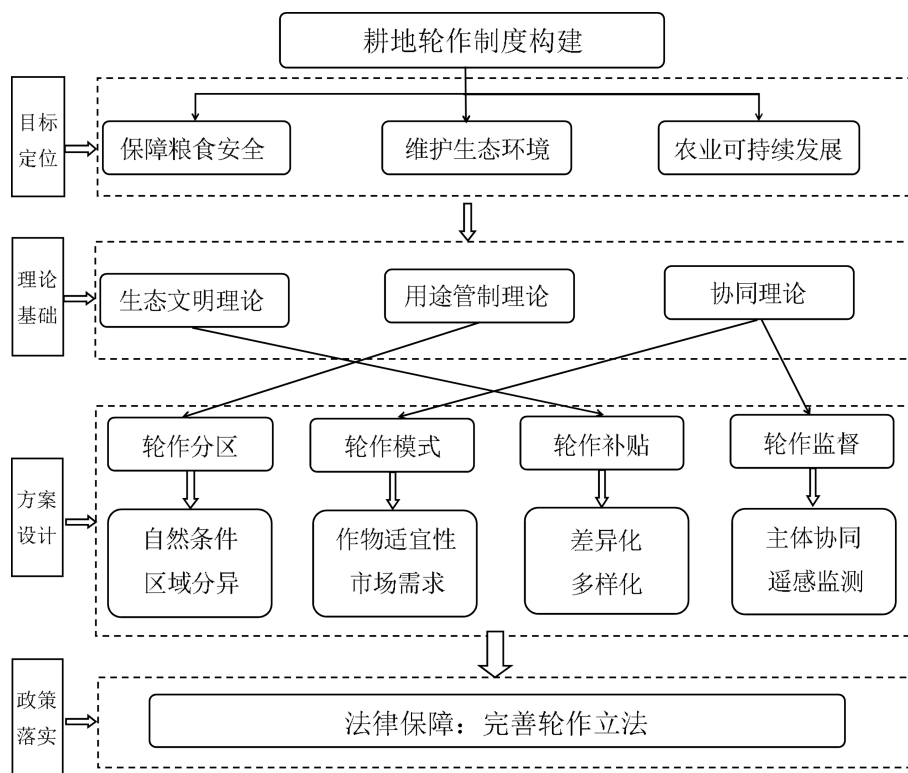 耕地轮作制度构建
目标
定位
保障粮食安全
维护生态环境
农业可持续发展
理论
基础
生态文明理论
用途管制理论
协同理论
方案
设计
轮作分区
轮作模式
轮作补贴
轮作监督
自然条件
区域分异
作物适宜性
市场需求
差异化
多样化
主体协同
遥感监测
政策
落实
法律保障：完善轮作立法